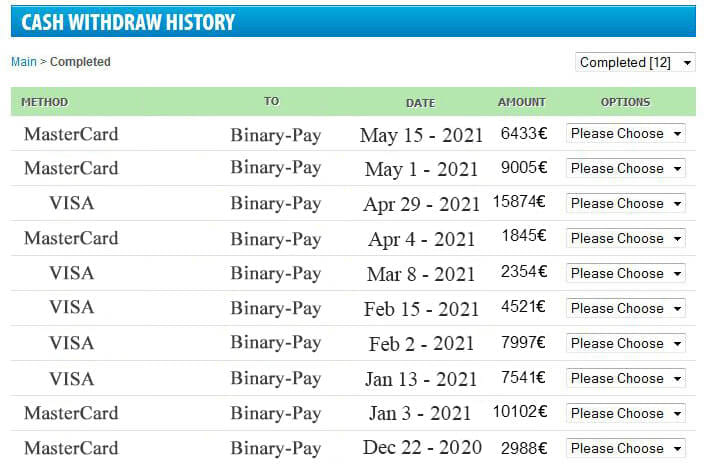 CASH WITHDRAW HISTORY
Main > Completed Completed [12]
METHOD TO DATE AMOUNT OPTIONS
MasterCard Binary-Pay May 15 - 2021 6433€ Please Choose
MasterCard Binary-Pay May 1 - 2021 9005€ Please Choose
VISA Binary-Pay Apr 29 - 2021 15874€ Please Choose
MasterCard Binary-Pay Apr 4 - 2021 1845€ Please Choose
VISA Binary-Pay Mar 8 - 2021 2354€ Please Choose
VISA Binary-Pay Feb 15 - 2021 4521€ Please Choose
VISA Binary-Pay Feb 2 - 2021 7997€ Please Choose
VISA Binary-Pay Jan 13 - 2021 7541€ Please Choose
MasterCard Binary-Pay Jan 3 - 2021 10102€ Please Choose
MasterCard Binary-Pay Dec 22 - 2020 2988€ Please Choose